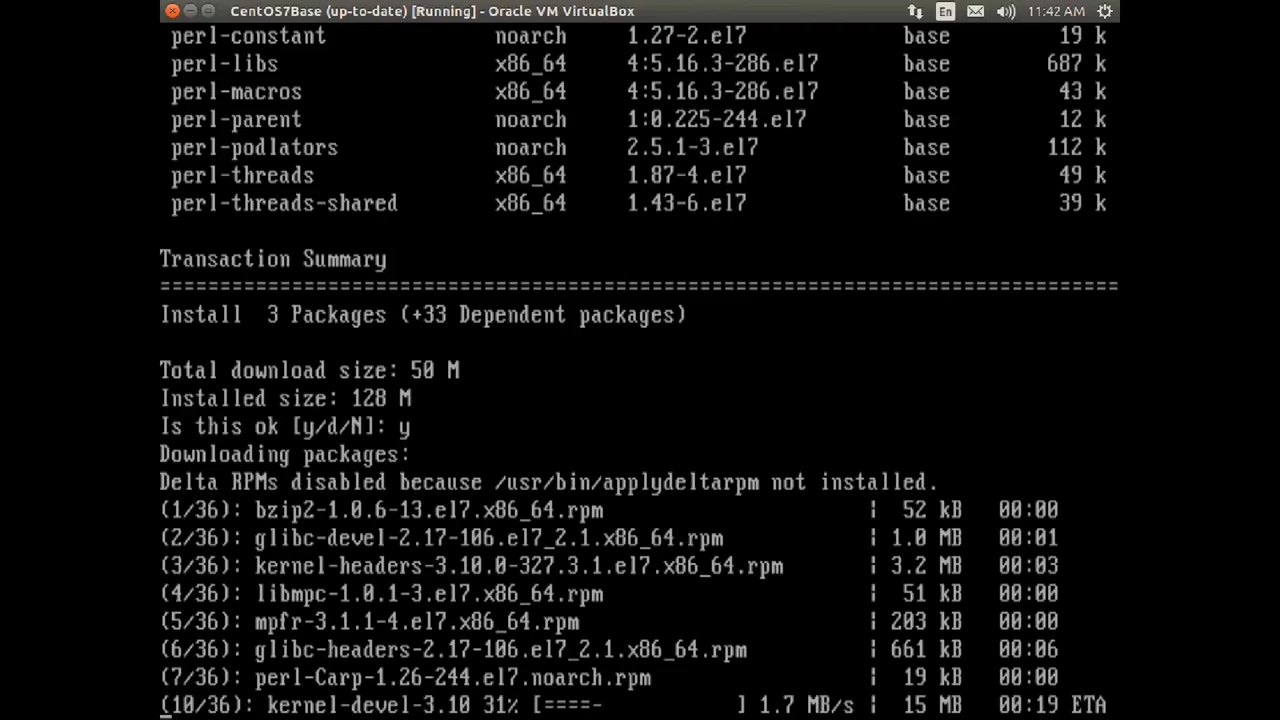 CentOS7Base (up-to-date) [Running] - Oracle VM VirtualBox En 11:42 AM
perl-constant noarch 1.27-2.el7 base 19 k
perl-libs x86_64 4:5.16.3-286.el7 base 687 k
perl-macros x86_64 4:5.16.3-286.el7 base 43 k
perl-parent noarch 1:0.225-244.el7 base 12 k
perl-podlators noarch 2.5.1-3.el7 base 112 k
perl-threads x86_64 1.87-4.el7 base 49 k
perl-threads-shared x86_64 1.43-6.el7 base 39 k
Transaction Summary
================================================================================
Install  3 Packages (+33 Dependent packages)
Total download size: 50 M
Installed size: 128 M
Is this ok [y/d/N]: y
Downloading packages:
Delta RPMs disabled because /usr/bin/applydeltarpm not installed.
(1/36): bzip2-1.0.6-13.el7.x86_64.rpm | 52 kB 00:00
(2/36): glibc-devel-2.17-106.el7_2.1.x86_64.rpm | 1.0 MB 00:01
(3/36): kernel-headers-3.10.0-327.3.1.el7.x86_64.rpm | 3.2 MB 00:03
(4/36): libmpc-1.0.1-3.el7.x86_64.rpm | 51 kB 00:00
(5/36): mpfr-3.1.1-4.el7.x86_64.rpm | 203 kB 00:00
(6/36): glibc-headers-2.17-106.el7_2.1.x86_64.rpm | 661 kB 00:06
(7/36): perl-Carp-1.26-244.el7.noarch.rpm | 19 kB 00:00
(10/36): kernel-devel-3.10 31% [====- ] 1.7 MB/s | 15 MB 00:19 ETA